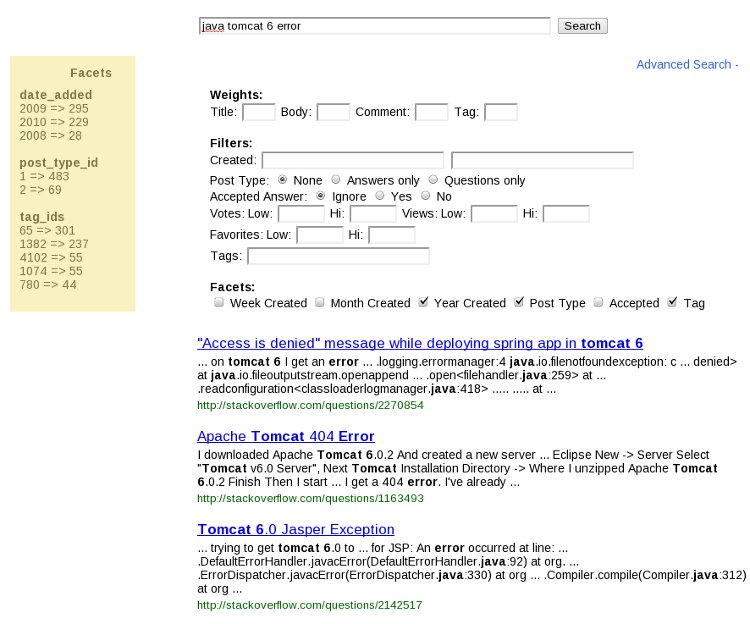 java tomcat 6 error
Search
Advanced Search -
Facets
date_added
2009 => 295
2010 => 229
2008 => 28
post_type_id
1 => 483
2 => 69
tag_ids
65 => 301
1382 => 237
4102 => 55
1074 => 55
780 => 44
Weights:
Title: Body: Comment: Tag:
Filters:
Created:
Post Type: None Answers only Questions only
Accepted Answer: Ignore Yes No
Votes: Low: Hi: Views: Low: Hi:
Favorites: Low: Hi:
Tags:
Facets:
Week Created Month Created Year Created Post Type Accepted Tag
"Access is denied" message while deploying spring app in tomcat 6
... on tomcat 6 I get an error ... .logging.errormanager:4 java.io.filenotfoundexception: c ... denied>
at java.io.fileoutputstream.openappend ... .open<filehandler.java:259> at ...
.readconfiguration<classloaderlogmanager.java:418> ..... ..... at ...
http://stackoverflow.com/questions/2270854
Apache Tomcat 404 Error
I downloaded Apache Tomcat 6.0.2 And created a new server ... Eclipse New -> Server Select
"Tomcat v6.0 Server", Next Tomcat Installation Directory -> Where I unzipped Apache Tomcat
6.0.2 Finish Then I start ... I get a 404 error. I've already ...
http://stackoverflow.com/questions/1163493
Tomcat 6.0 Jasper Exception
... trying to get tomcat 6.0 to ... for JSP: An error occurred at line: ...
.DefaultErrorHandler.javacError(DefaultErrorHandler.java:92) at org. ...
.ErrorDispatcher.javacError(ErrorDispatcher.java:330) at org ... .Compiler.compile(Compiler.java:312)
at org ...
http://stackoverflow.com/questions/2142517